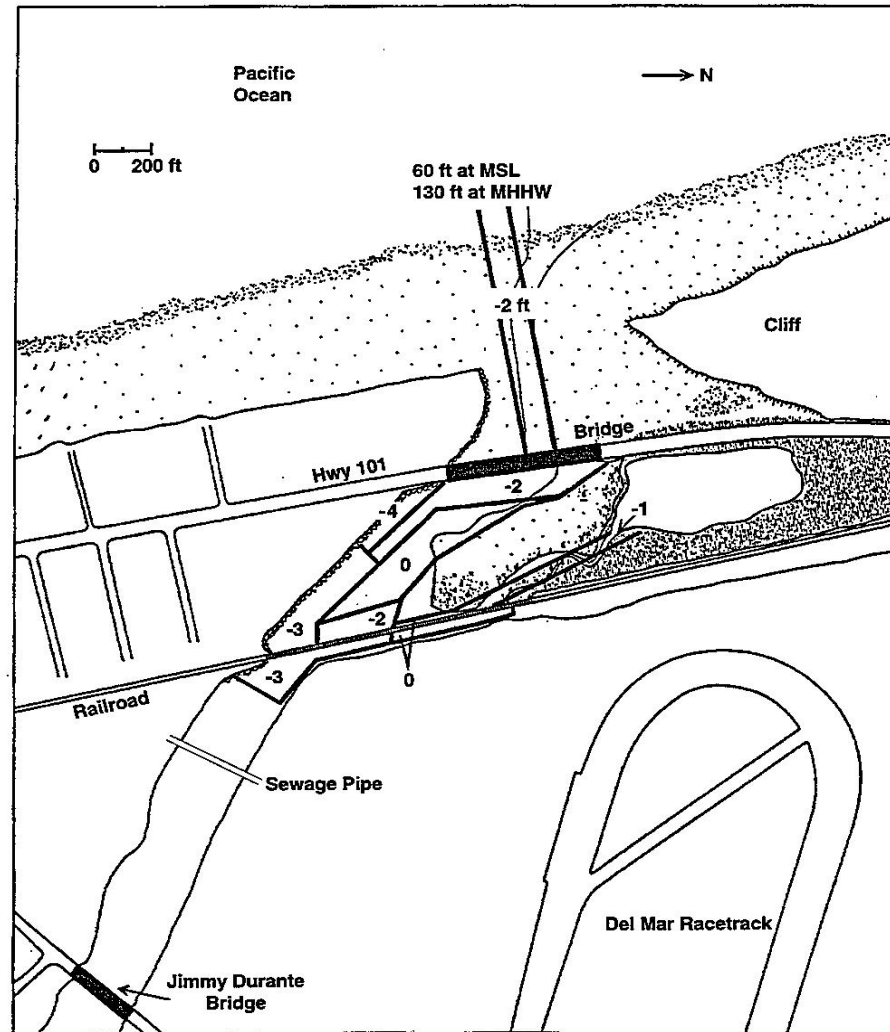 Pacific
Ocean
N
0 200 ft
60 ft at MSL
130 ft at MHHW
-2 ft
Cliff
Bridge
Hwy 101
-2
-4
-1
0
-3
-2
-3
0
Railroad
Sewage Pipe
Del Mar Racetrack
Jimmy Durante
Bridge